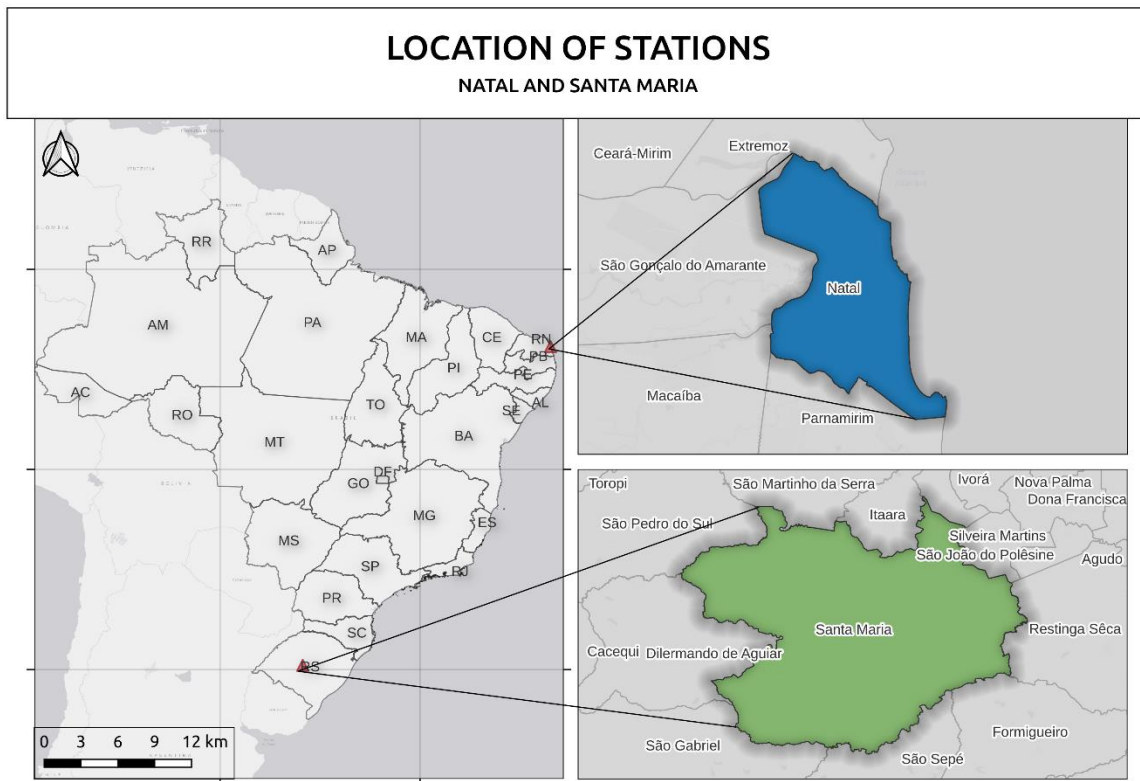 LOCATION OF STATIONS
NATAL AND SANTA MARIA
RR
AP
AM
PA
MA
CE
RN
PB
PI
PE
AC
TO
AL
SE
RO
BA
MT
DF
GO
MG
ES
MS
SP
RJ
PR
SC
RS
BOLIVIA
0 3 6 9 12 km
Extremoz
Ceará-Mirim
São Gonçalo do Amarante
Natal
Macaíba
Parnamirim
Toropi
São Martinho da Serra
Ivorá
Nova Palma
Dona Francisca
São Pedro do Sul
Itaara
Silveira Martins
São João do Polêsine
Agudo
Santa Maria
Restinga Sêca
Cacequi
Dilermando de Aguiar
São Gabriel
São Sepé
Formigueiro